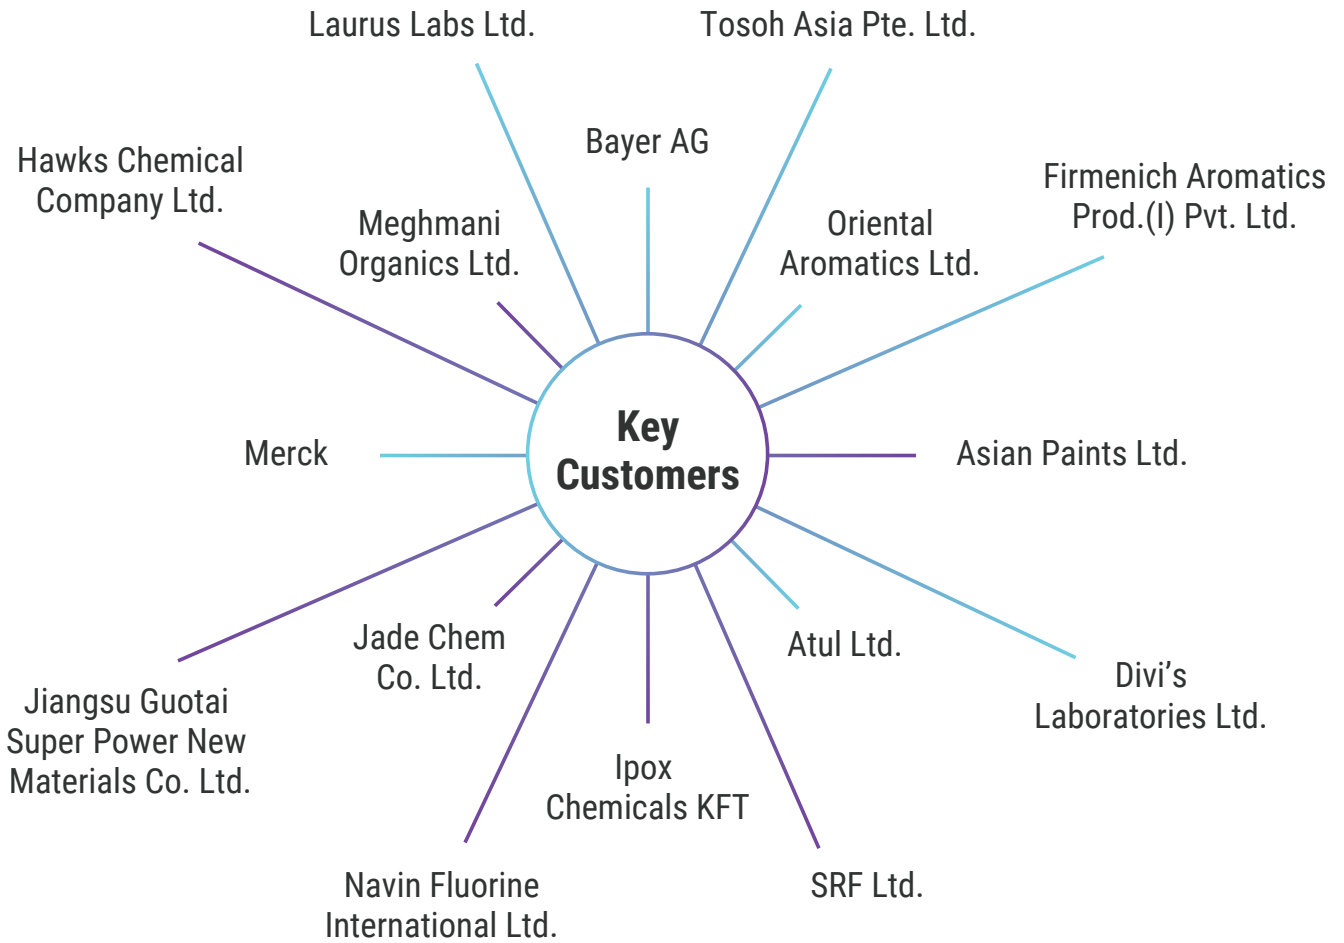 Laurus Labs Ltd.
Tosoh Asia Pte. Ltd.
Bayer AG
Hawks Chemical
Company Ltd.
Firmenich Aromatics
Prod.(I) Pvt. Ltd.
Meghmani
Organics Ltd.
Oriental
Aromatics Ltd.
Key
Customers
Merck
Asian Paints Ltd.
Jade Chem
Co. Ltd.
Atul Ltd.
Divi’s
Laboratories Ltd.
Jiangsu Guotai
Super Power New
Materials Co. Ltd.
Ipox
Chemicals KFT
Navin Fluorine
International Ltd.
SRF Ltd.